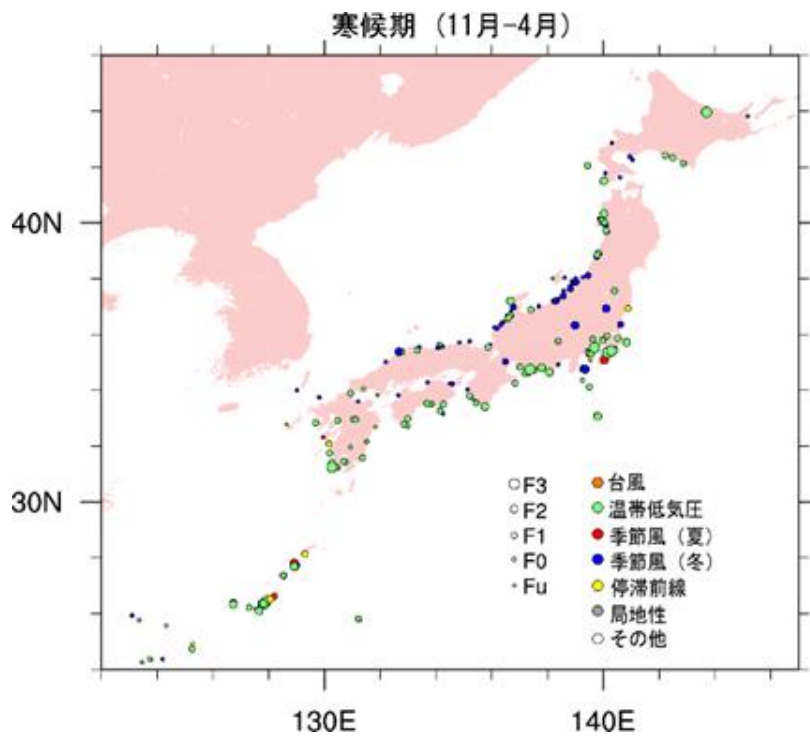 寒候期（11月-4月）
40N
30N
130E
140E
F3
F2
F1
F0
Fu
台風
温帯低気圧
季節風（夏）
季節風（冬）
停滞前線
局地性
その他